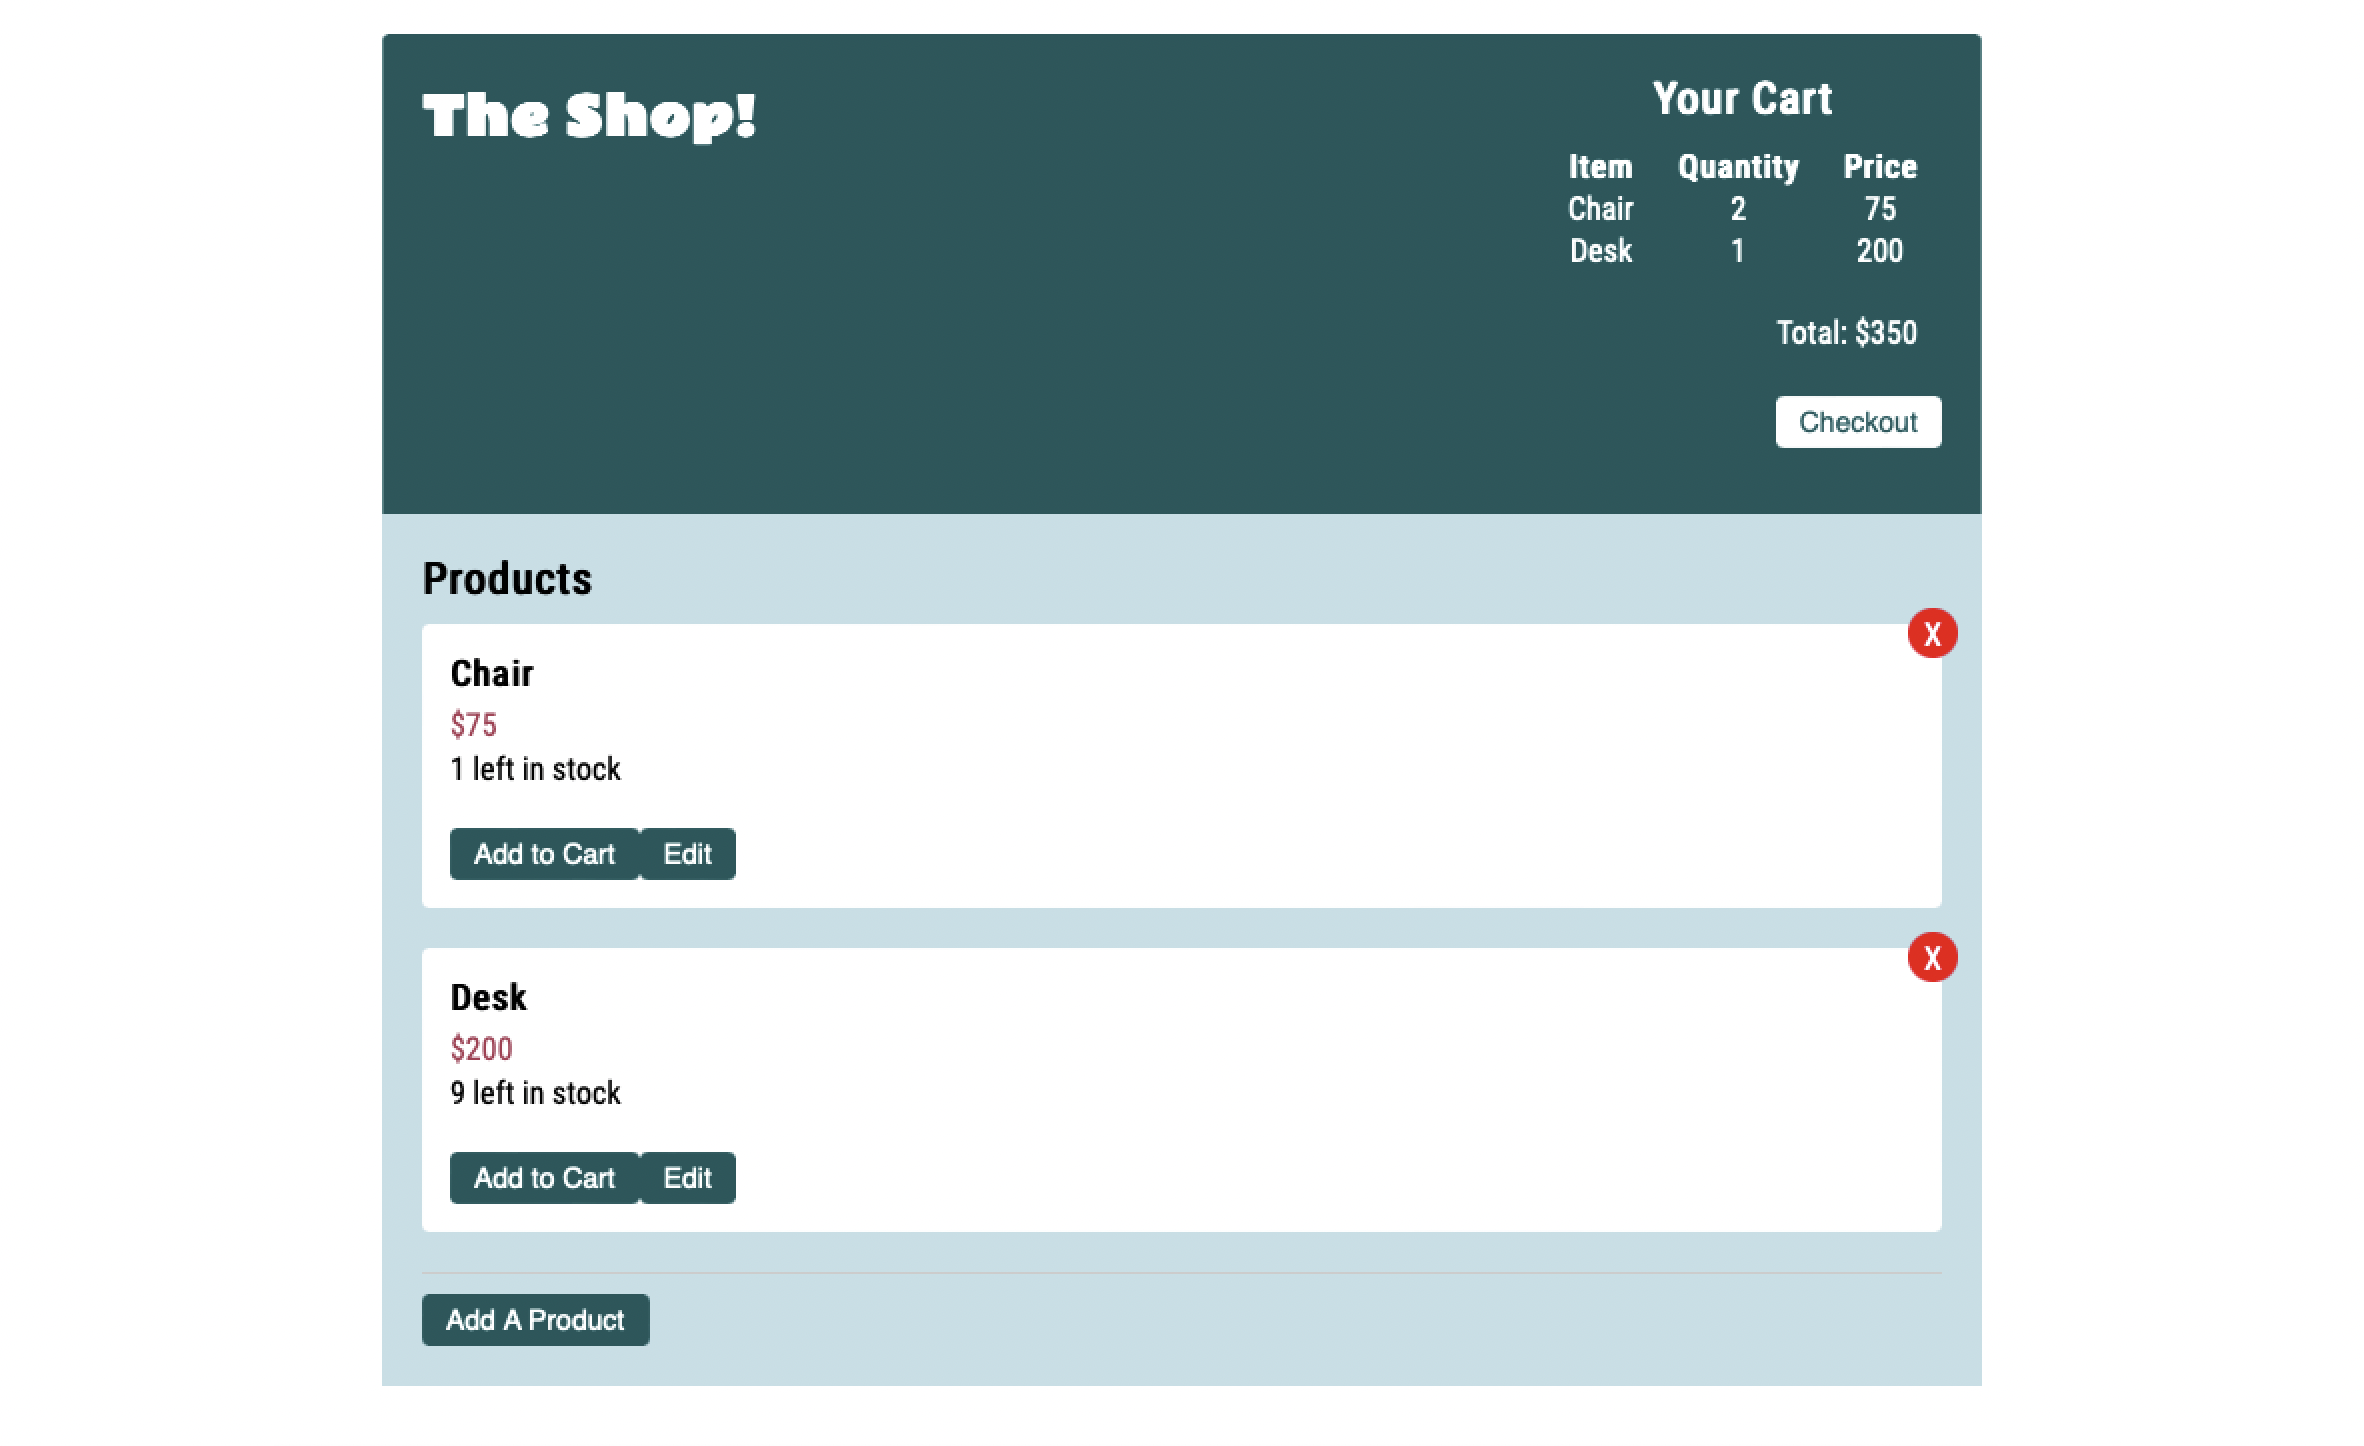 The Shop!
Your Cart
Item Quantity Price
Chair 2 75
Desk 1 200
Total: $350
Checkout
Products
X
Chair
$75
1 left in stock
Add to Cart Edit
X
Desk
$200
9 left in stock
Add to Cart Edit
Add A Product